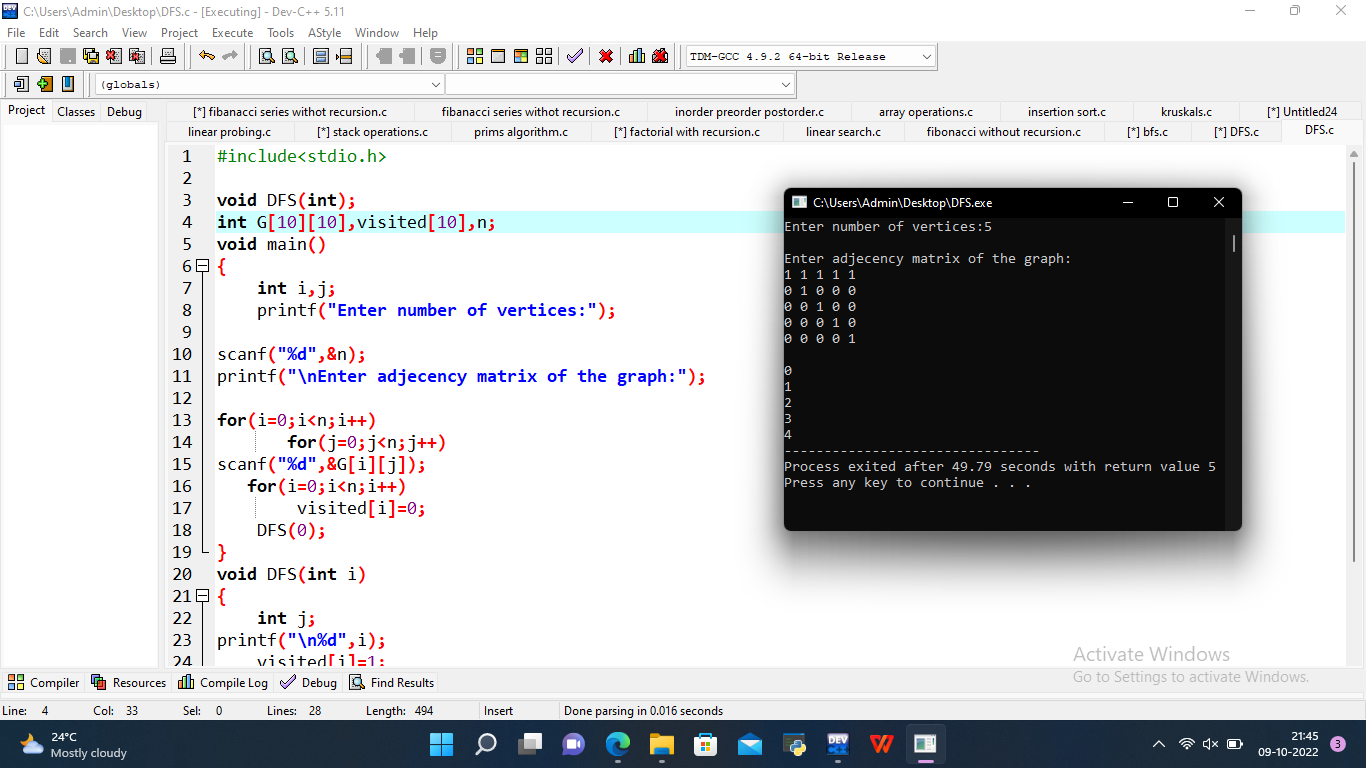 C:\Users\Admin\Desktop\DFS.c - [Executing] - Dev-C++ 5.11
File Edit Search View Project Execute Tools AStyle Window Help
TDM-GCC 4.9.2 64-bit Release
(globals)
Project Classes Debug
[*] fibanacci series withot recursion.c fibanacci series withot recursion.c inorder preorder postorder.c array operations.c insertion sort.c kruskals.c [*] Untitled24
linear probing.c [*] stack operations.c prims algorithm.c [*] factorial with recursion.c linear search.c fibonacci without recursion.c [*] bfs.c [*] DFS.c DFS.c
1 #include<stdio.h>
2
3 void DFS(int);
4 int G[10][10],visited[10],n;
5 void main()
6 {
7 int i,j;
8 printf("Enter number of vertices:");
9
10 scanf("%d",&n);
11 printf("\nEnter adjecency matrix of the graph:");
12
13 for(i=0;i<n;i++)
14 for(j=0;j<n;j++)
15 scanf("%d",&G[i][j]);
16 for(i=0;i<n;i++)
17 visited[i]=0;
18 DFS(0);
19 }
20 void DFS(int i)
21 {
22 int j;
23 printf("\n%d",i);
24 visited[i]=1;
C:\Users\Admin\Desktop\DFS.exe
Enter number of vertices:5
Enter adjecency matrix of the graph:
1 1 1 1 1
0 1 0 0 0
0 0 1 0 0
0 0 0 1 0
0 0 0 0 1
0
1
2
3
4
--------------------------------
Process exited after 49.79 seconds with return value 5
Press any key to continue . . .
Activate Windows
Go to Settings to activate Windows.
Compiler Resources Compile Log Debug Find Results
Line: 4 Col: 33 Sel: 0 Lines: 28 Length: 494 Insert Done parsing in 0.016 seconds
24°C
Mostly cloudy
DEV
21:45
09-10-2022
3